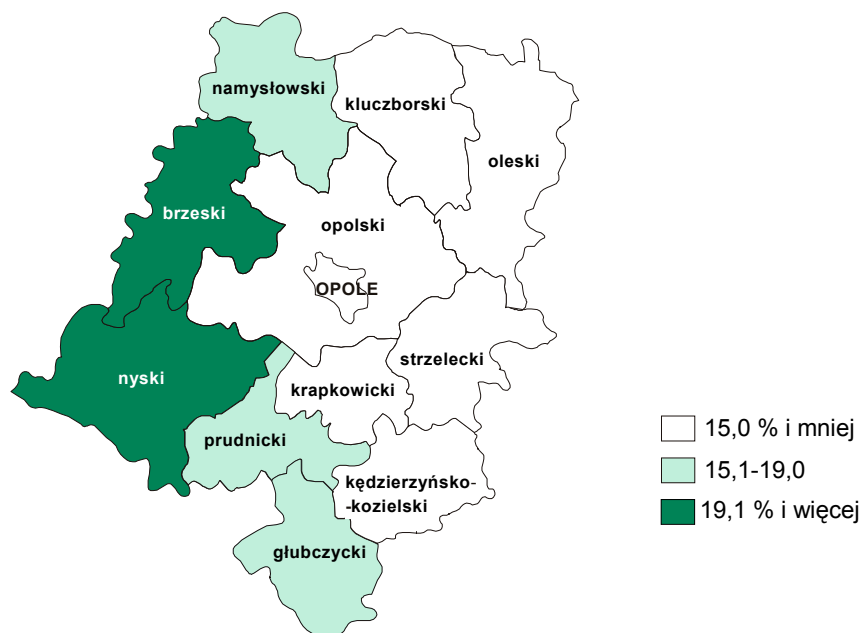 namysłowski
kluczborski
oleski
brzeski
opolski
OPOLE
strzelecki
nyski
krapkowicki
prudnicki
kędzierzyńsko-
-kozielski
głubczycki
15,0 % i mniej
15,1-19,0
19,1 % i więcej